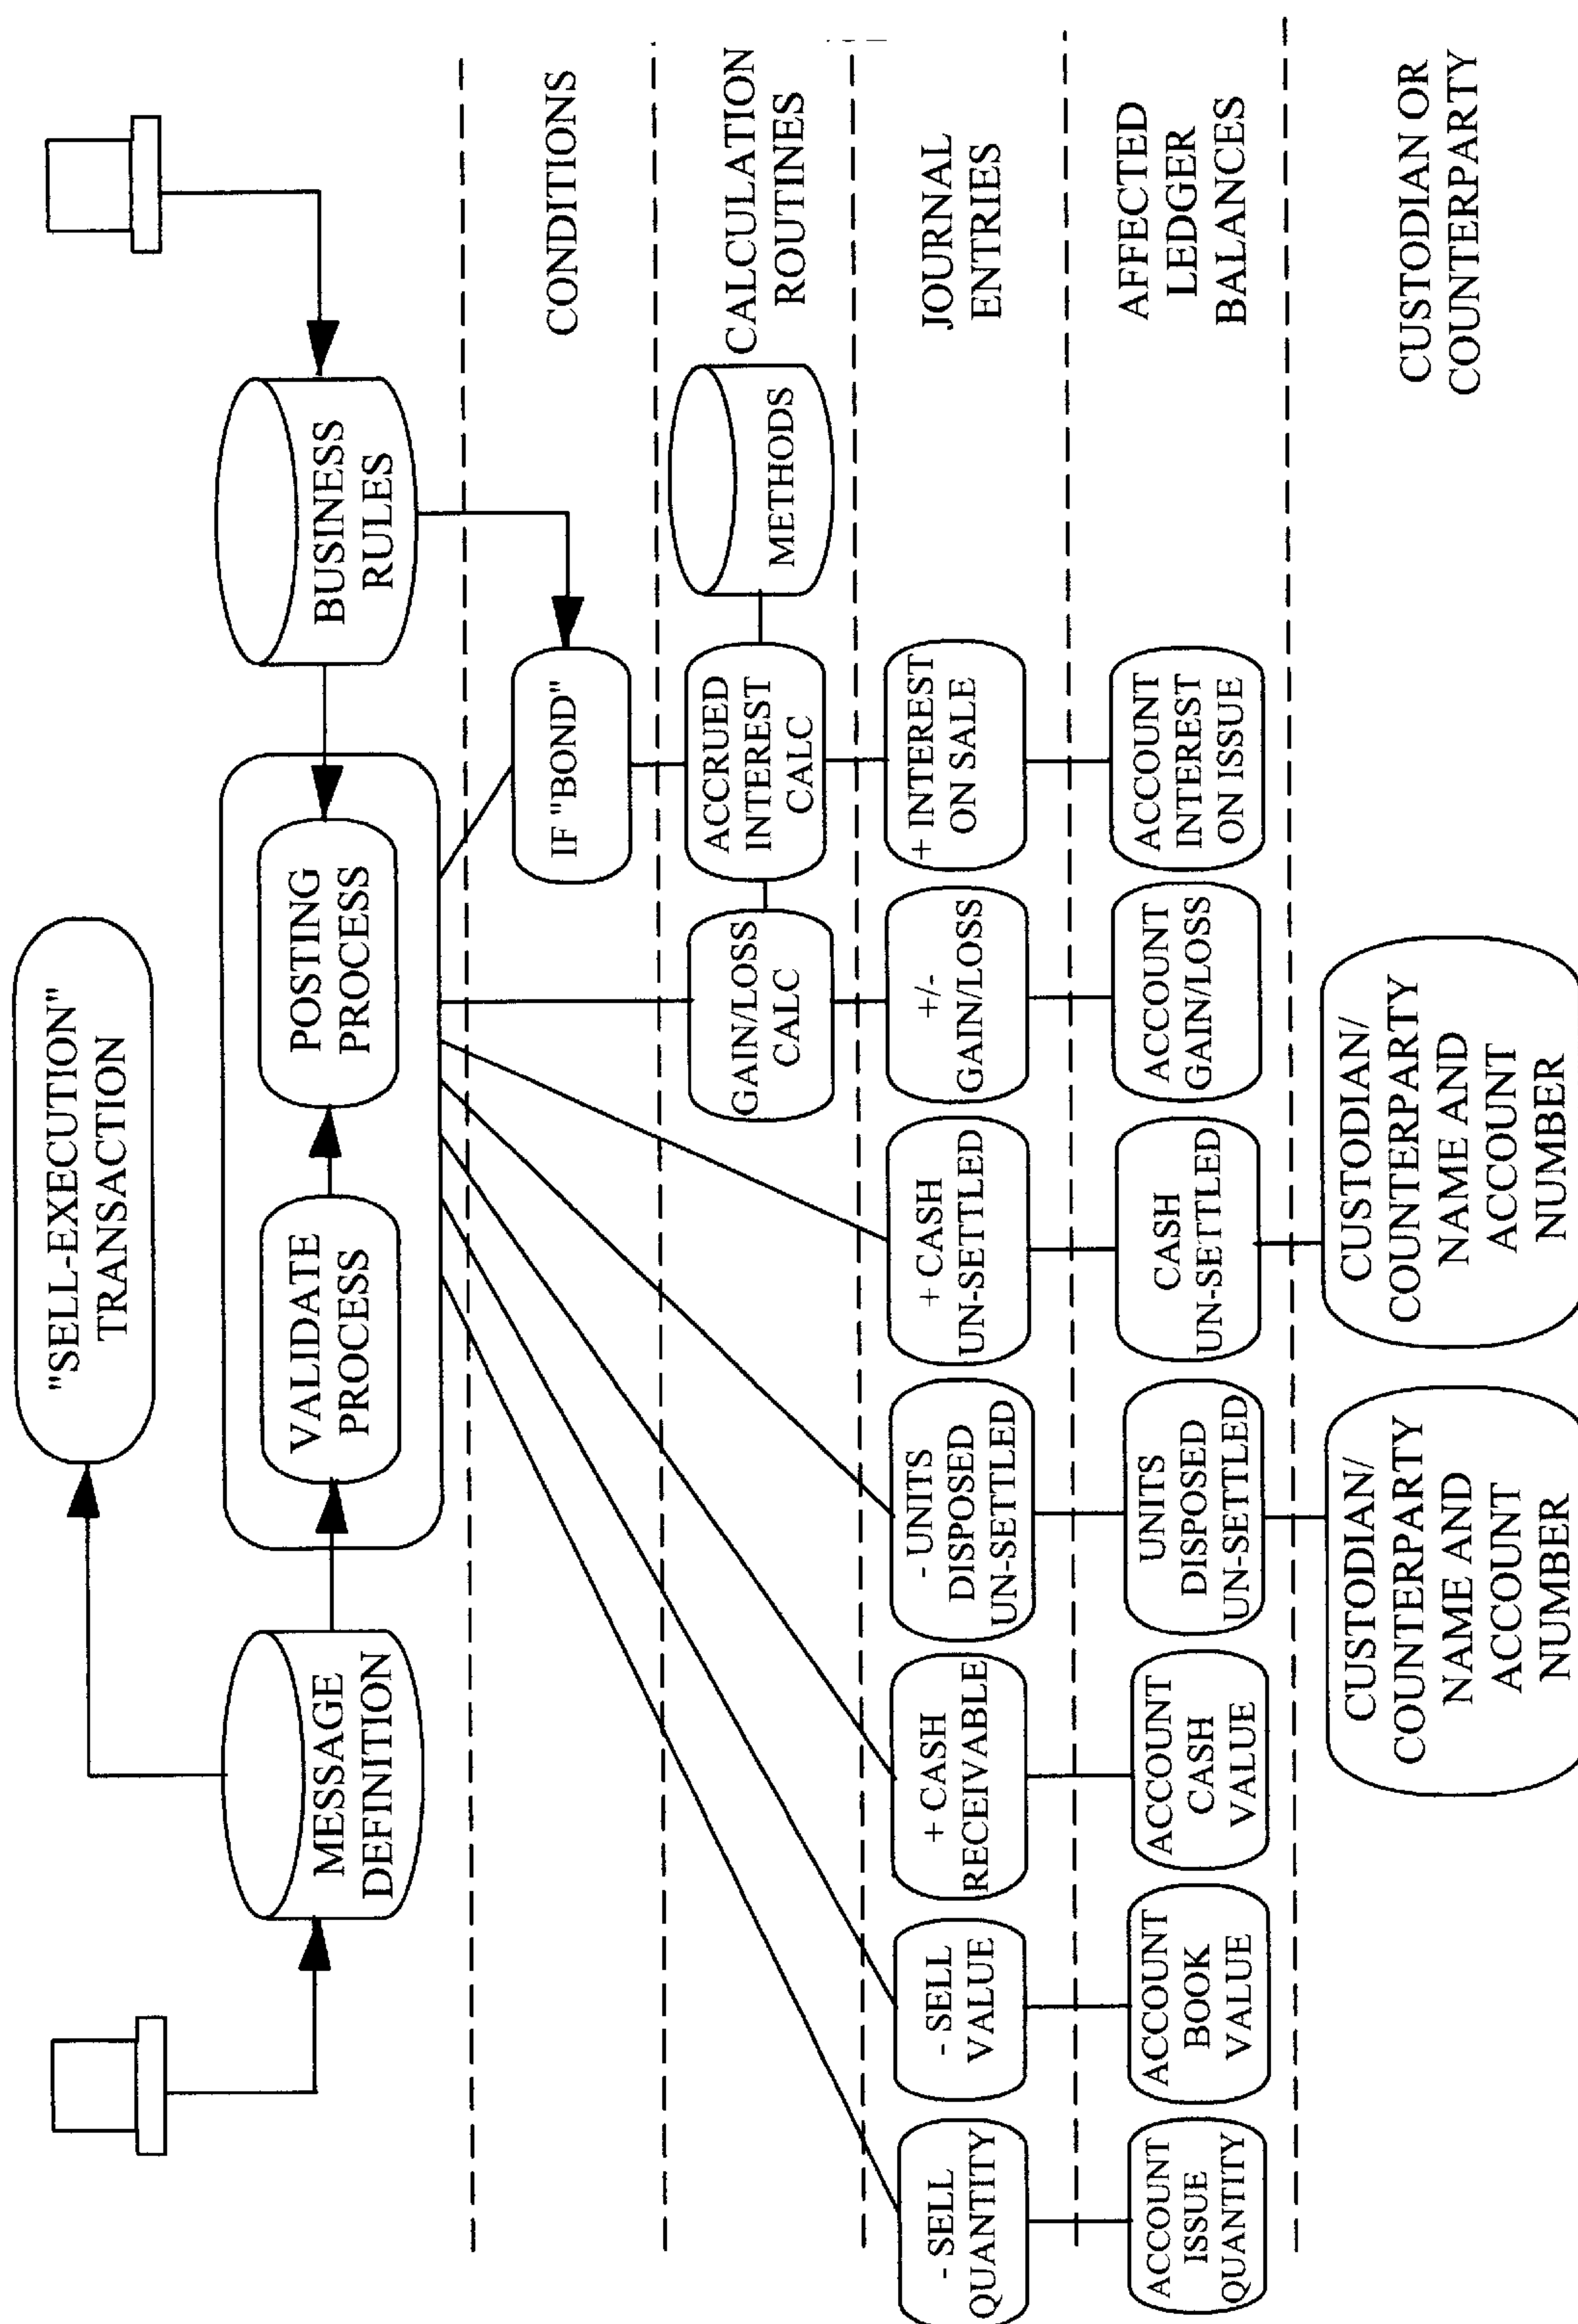 "SELL-EXECUTION"
TRANSACTION
MESSAGE
DEFINITION
VALIDATE
PROCESS
POSTING
PROCESS
BUSINESS
RULES
IF "BOND"
CONDITIONS
GAIN/LOSS
CALC
ACCRUED
INTEREST
CALC
METHODS
CALCULATION
ROUTINES
- SELL
QUANTITY
- SELL
VALUE
+ CASH
RECEIVABLE
- UNITS
DISPOSED
UN-SETTLED
+ CASH
UN-SETTLED
+/-
GAIN/LOSS
+ INTEREST
ON SALE
JOURNAL
ENTRIES
ACCOUNT
ISSUE
QUANTITY
ACCOUNT
BOOK
VALUE
ACCOUNT
CASH
VALUE
UNITS
DISPOSED
UN-SETTLED
CASH
UN-SETTLED
ACCOUNT
GAIN/LOSS
ACCOUNT
INTEREST
ON ISSUE
AFFECTED
LEDGER
BALANCES
CUSTODIAN/
COUNTERPARTY
NAME AND
ACCOUNT
NUMBER
CUSTODIAN/
COUNTERPARTY
NAME AND
ACCOUNT
NUMBER
CUSTODIAN OR
COUNTERPARTY